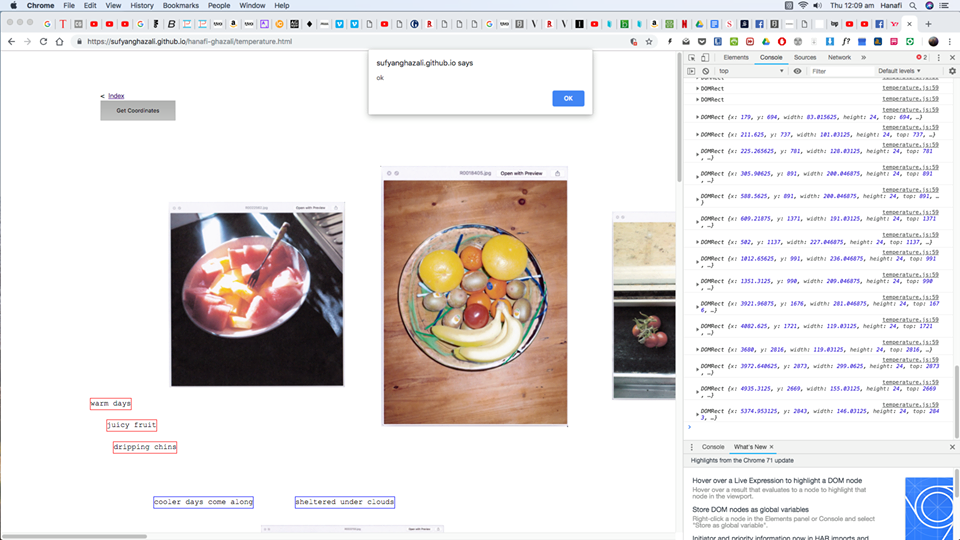 Chrome File Edit View History Bookmarks People Window Help
Thu 12:09 am Hanafi
https://sufyanghazali.github.io/hanafi-ghazali/temperature.html
sufyanghazali.github.io says
ok
OK
< Index
Get Coordinates
R0018405.jpg Open with Preview
Open with Preview
warm days
juicy fruit
dripping chins
cooler days come along
sheltered under clouds
Elements Console Sources Network » 2
top Filter Default levels
DOMRect temperature.js:59
DOMRect temperature.js:59
DOMRect temperature.js:59
temperature.js:59
DOMRect {x: 179, y: 694, width: 83.015625, height: 24, top: 694, …}
temperature.js:59
DOMRect {x: 211.625, y: 737, width: 101.03125, height: 24, top: 737, …}
temperature.js:59
DOMRect {x: 225.265625, y: 781, width: 128.03125, height: 24, top: 781
, …}
temperature.js:59
DOMRect {x: 305.90625, y: 891, width: 200.046875, height: 24, top: 891
, …}
temperature.js:59
DOMRect {x: 588.5625, y: 891, width: 200.046875, height: 24, top: 891, …
}
temperature.js:59
DOMRect {x: 609.21875, y: 1371, width: 191.03125, height: 24, top: 1371
, …}
temperature.js:59
DOMRect {x: 502, y: 1137, width: 227.046875, height: 24, top: 1137, …}
temperature.js:59
DOMRect {x: 1012.65625, y: 991, width: 236.046875, height: 24, top: 991
, …}
temperature.js:59
DOMRect {x: 1351.3125, y: 990, width: 209.046875, height: 24, top: 990
, …}
temperature.js:59
DOMRect {x: 3921.96875, y: 1676, width: 281.046875, height: 24, top: 167
6, …}
temperature.js:59
DOMRect {x: 4082.625, y: 1721, width: 119.03125, height: 24, top: 1721
, …}
temperature.js:59
DOMRect {x: 3680, y: 2816, width: 119.03125, height: 24, top: 2816, …}
temperature.js:59
DOMRect {x: 3972.640625, y: 2873, width: 299.0625, height: 24, top: 2873
, …}
temperature.js:59
DOMRect {x: 4935.3125, y: 2669, width: 155.03125, height: 24, top: 2669
, …}
temperature.js:59
DOMRect {x: 5374.953125, y: 2843, width: 146.03125, height: 24, top: 284
3, …}
Console What's New ×
Highlights from the Chrome 71 update
Hover over a Live Expression to highlight a DOM node
Hover over a result that evaluates to a node to highlight that
node in the viewport.
Store DOM nodes as global variables
Right-click a node in the Elements panel or Console and select
"Store as global variable".
Initiator and priority information now in HAR imports and